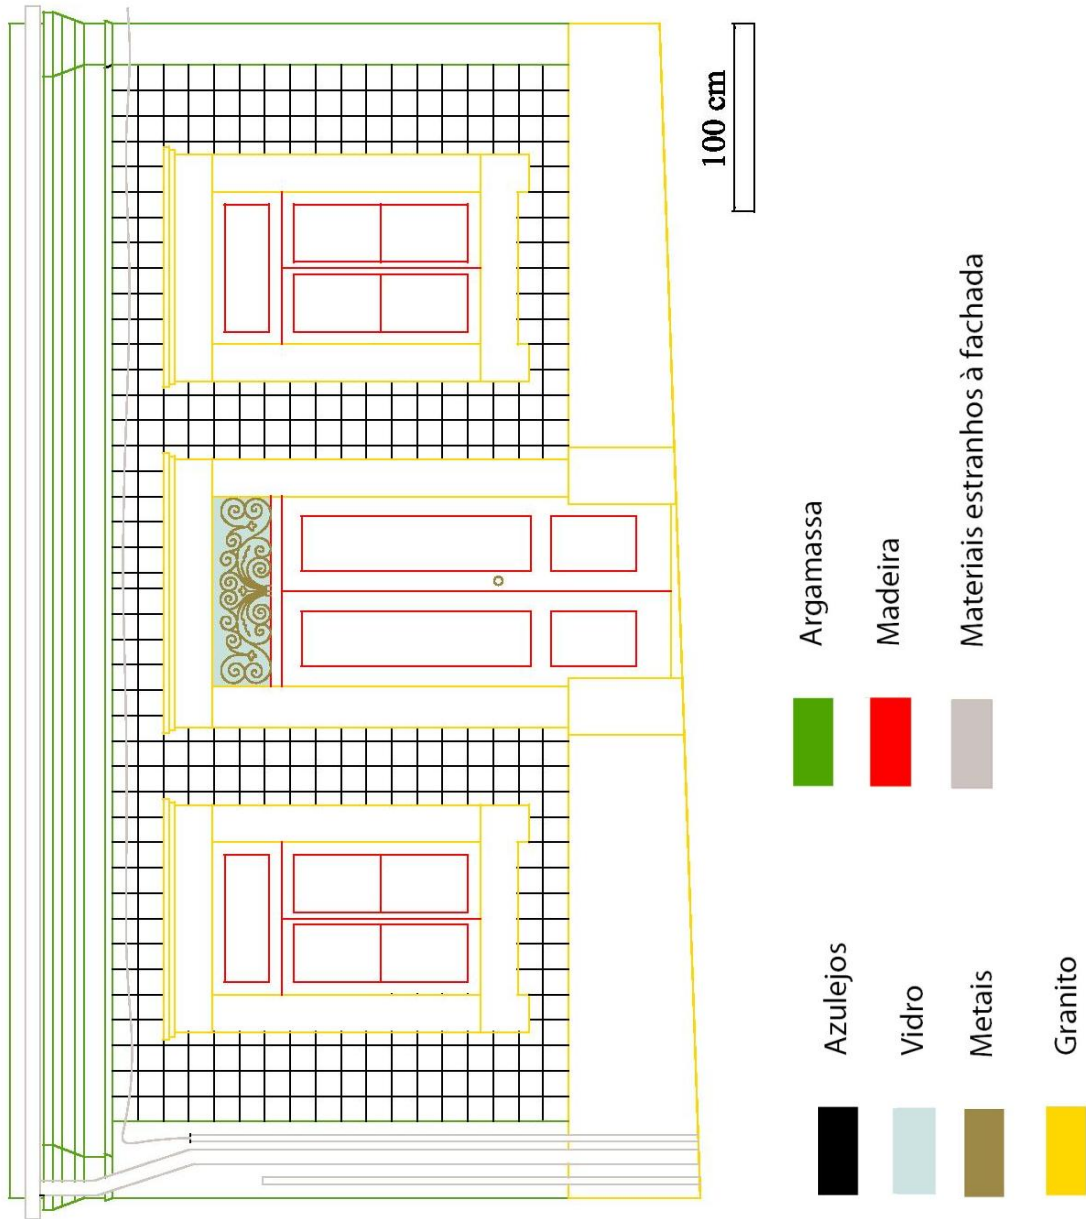 100 cm
Azulejos
Vidro
Metais
Granito
Argamassa
Madeira
Materiais estranhos à fachada